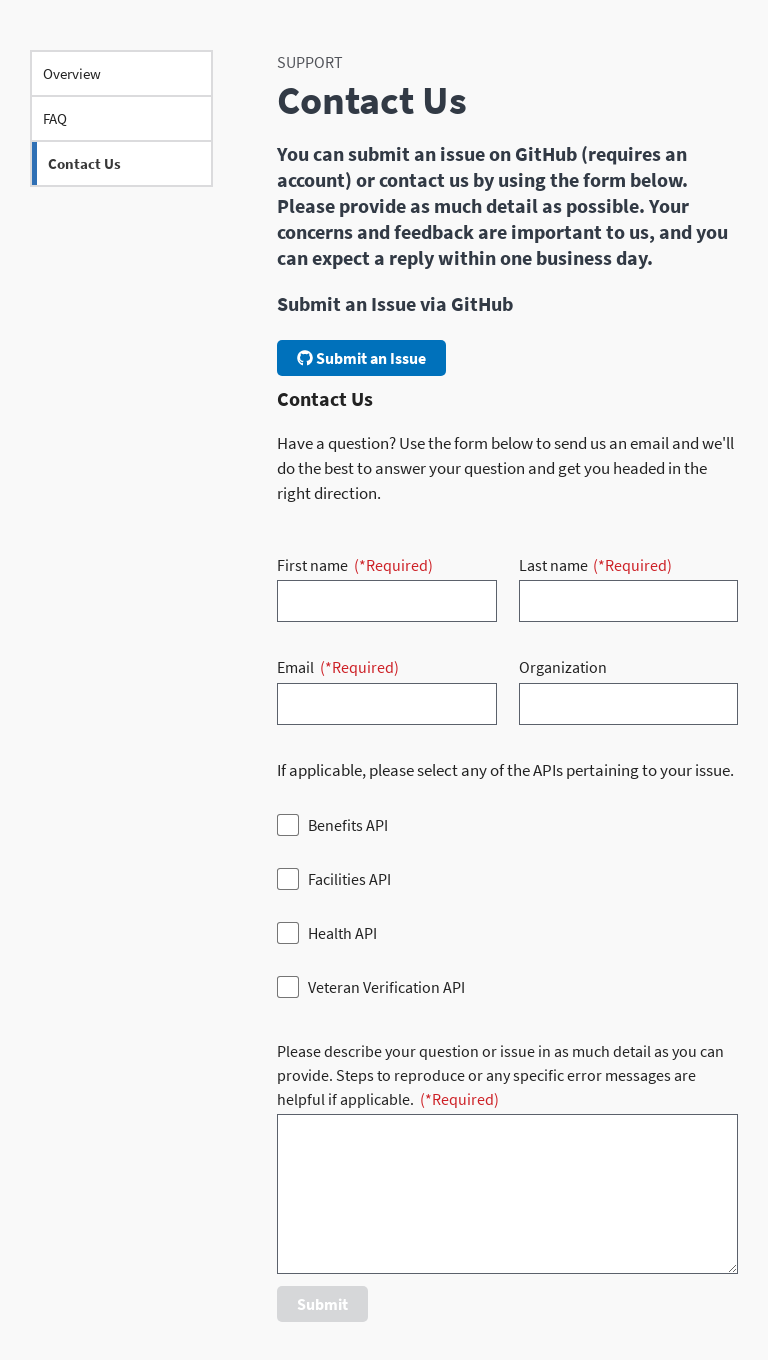 Overview
FAQ
Contact Us
SUPPORT
Contact Us
You can submit an issue on GitHub (requires an
account) or contact us by using the form below.
Please provide as much detail as possible. Your
concerns and feedback are important to us, and you
can expect a reply within one business day.
Submit an Issue via GitHub
Submit an Issue
Contact Us
Have a question? Use the form below to send us an email and we'll
do the best to answer your question and get you headed in the
right direction.
First name (*Required)
Last name (*Required)
Email (*Required)
Organization
If applicable, please select any of the APIs pertaining to your issue.
Benefits API
Facilities API
Health API
Veteran Verification API
Please describe your question or issue in as much detail as you can
provide. Steps to reproduce or any specific error messages are
helpful if applicable. (*Required)
Submit